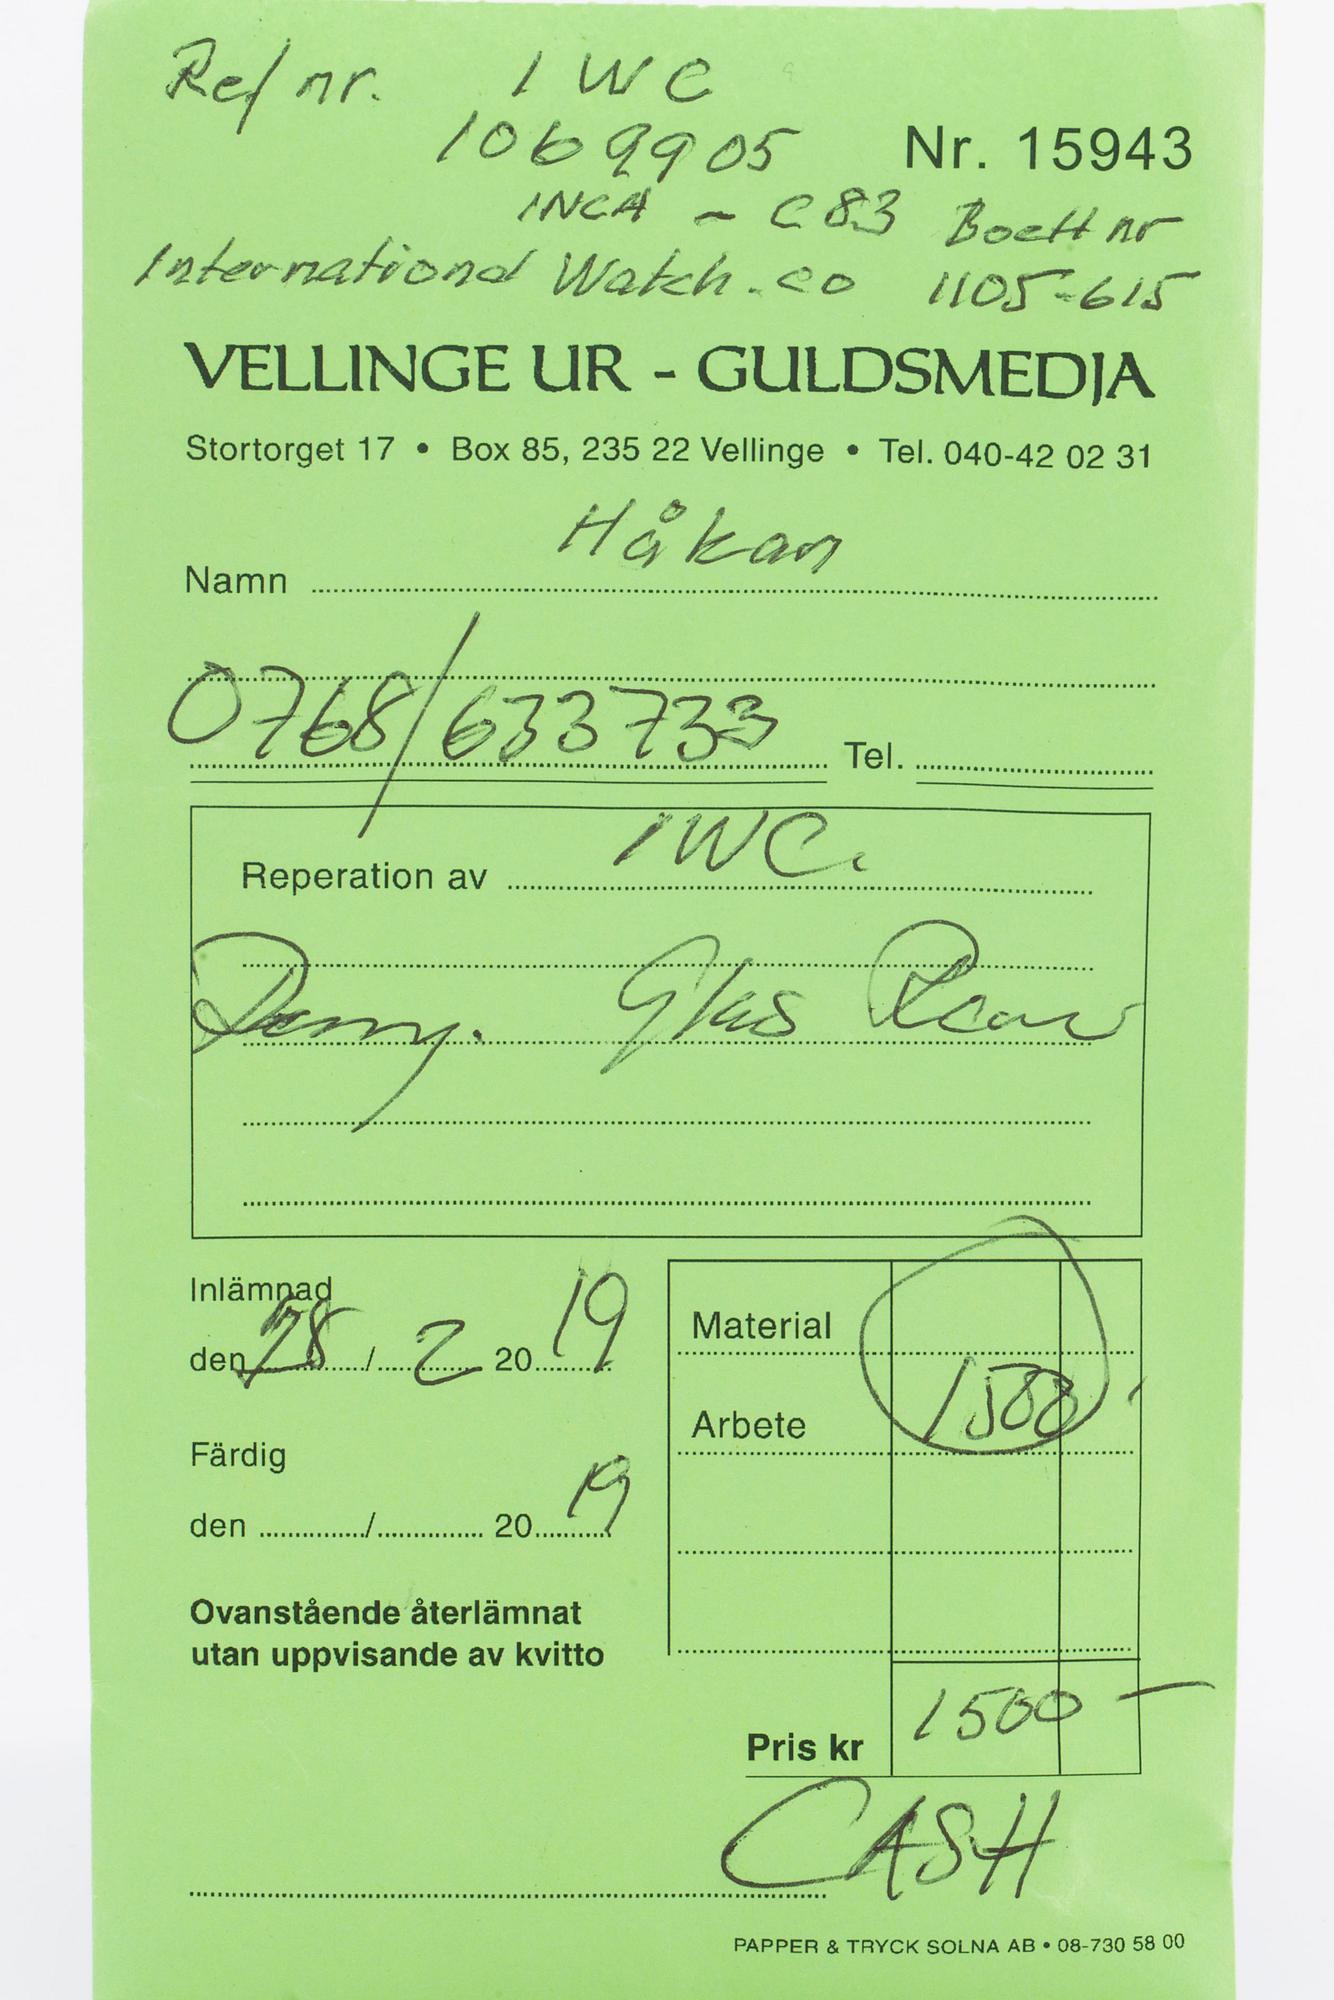 Ref nr. IWC
1069905 Nr. 15943
INCA - C83 Boett nr
International Watch.co 1105-615
VELLINGE UR - GULDSMEDJA
Stortorget 17 • Box 85, 235 22 Vellinge • Tel. 040-42 02 31
Håkan
Namn
0768/633733 Tel.
Reperation av IWC.
Glas
Inlämnad
den 28 / 2 20 19
Färdig
den / 20 19
Ovanstående återlämnat
utan uppvisande av kvitto
Material
Arbete 1500
Pris kr 1500 -
CASH
PAPPER & TRYCK SOLNA AB • 08-730 58 00